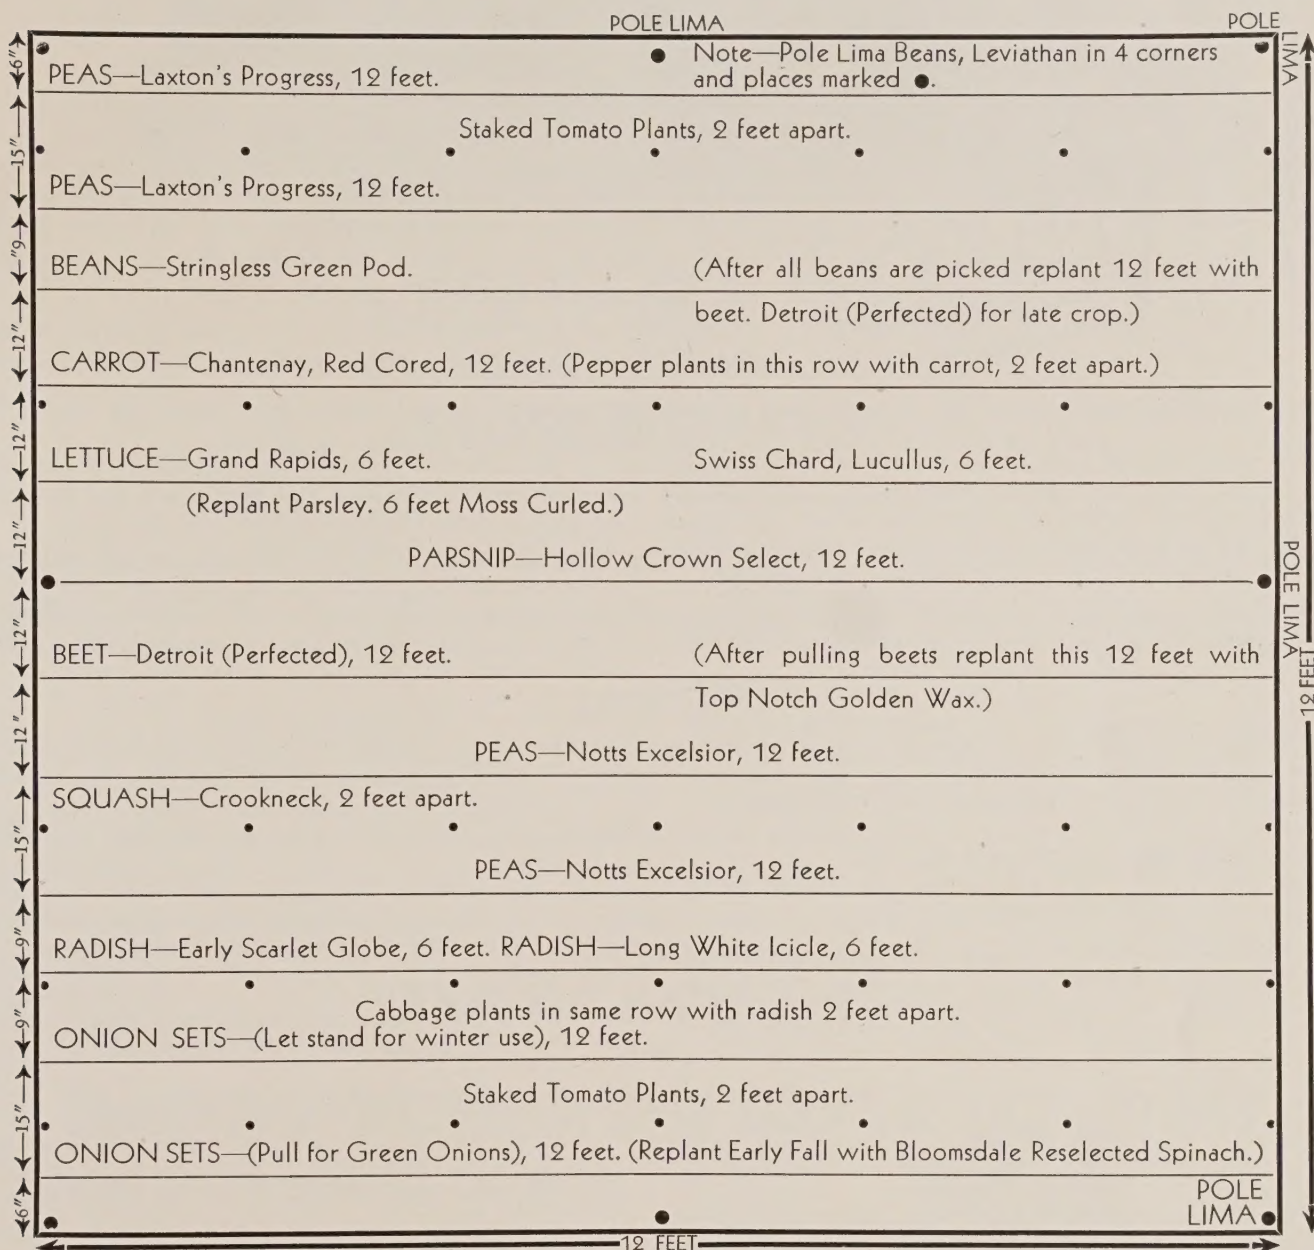 POLE LIMA
POLE
LIMA
6"
Note—Pole Lima Beans, Leviathan in 4 corners
and places marked ●.
PEAS—Laxton's Progress, 12 feet.
15"
Staked Tomato Plants, 2 feet apart.
PEAS—Laxton's Progress, 12 feet.
9"
BEANS—Stringless Green Pod.
(After all beans are picked replant 12 feet with
beet. Detroit (Perfected) for late crop.)
12"
CARROT—Chantenay, Red Cored, 12 feet. (Pepper plants in this row with carrot, 2 feet apart.)
12"
LETTUCE—Grand Rapids, 6 feet.
Swiss Chard, Lucullus, 6 feet.
(Replant Parsley. 6 feet Moss Curled.)
12"
PARSNIP—Hollow Crown Select, 12 feet.
POLE LIMA
12"
BEET—Detroit (Perfected), 12 feet.
(After pulling beets replant this 12 feet with
Top Notch Golden Wax.)
12 FEET
12"
PEAS—Notts Excelsior, 12 feet.
SQUASH—Crookneck, 2 feet apart.
15"
PEAS—Notts Excelsior, 12 feet.
9"
RADISH—Early Scarlet Globe, 6 feet. RADISH—Long White Icicle, 6 feet.
9"
Cabbage plants in same row with radish 2 feet apart.
ONION SETS—(Let stand for winter use), 12 feet.
15"
Staked Tomato Plants, 2 feet apart.
ONION SETS—(Pull for Green Onions), 12 feet. (Replant Early Fall with Bloomsdale Reselected Spinach.)
6"
POLE
LIMA
12 FEET